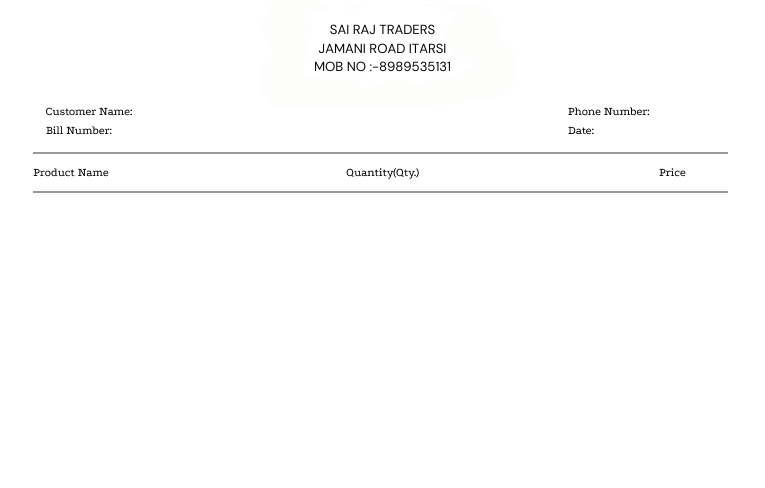 SAI RAJ TRADERS
JAMANI ROAD ITARSI
MOB NO :-8989535131
Customer Name: Phone Number:
Bill Number: Date:
Product Name Quantity(Qty.) Price